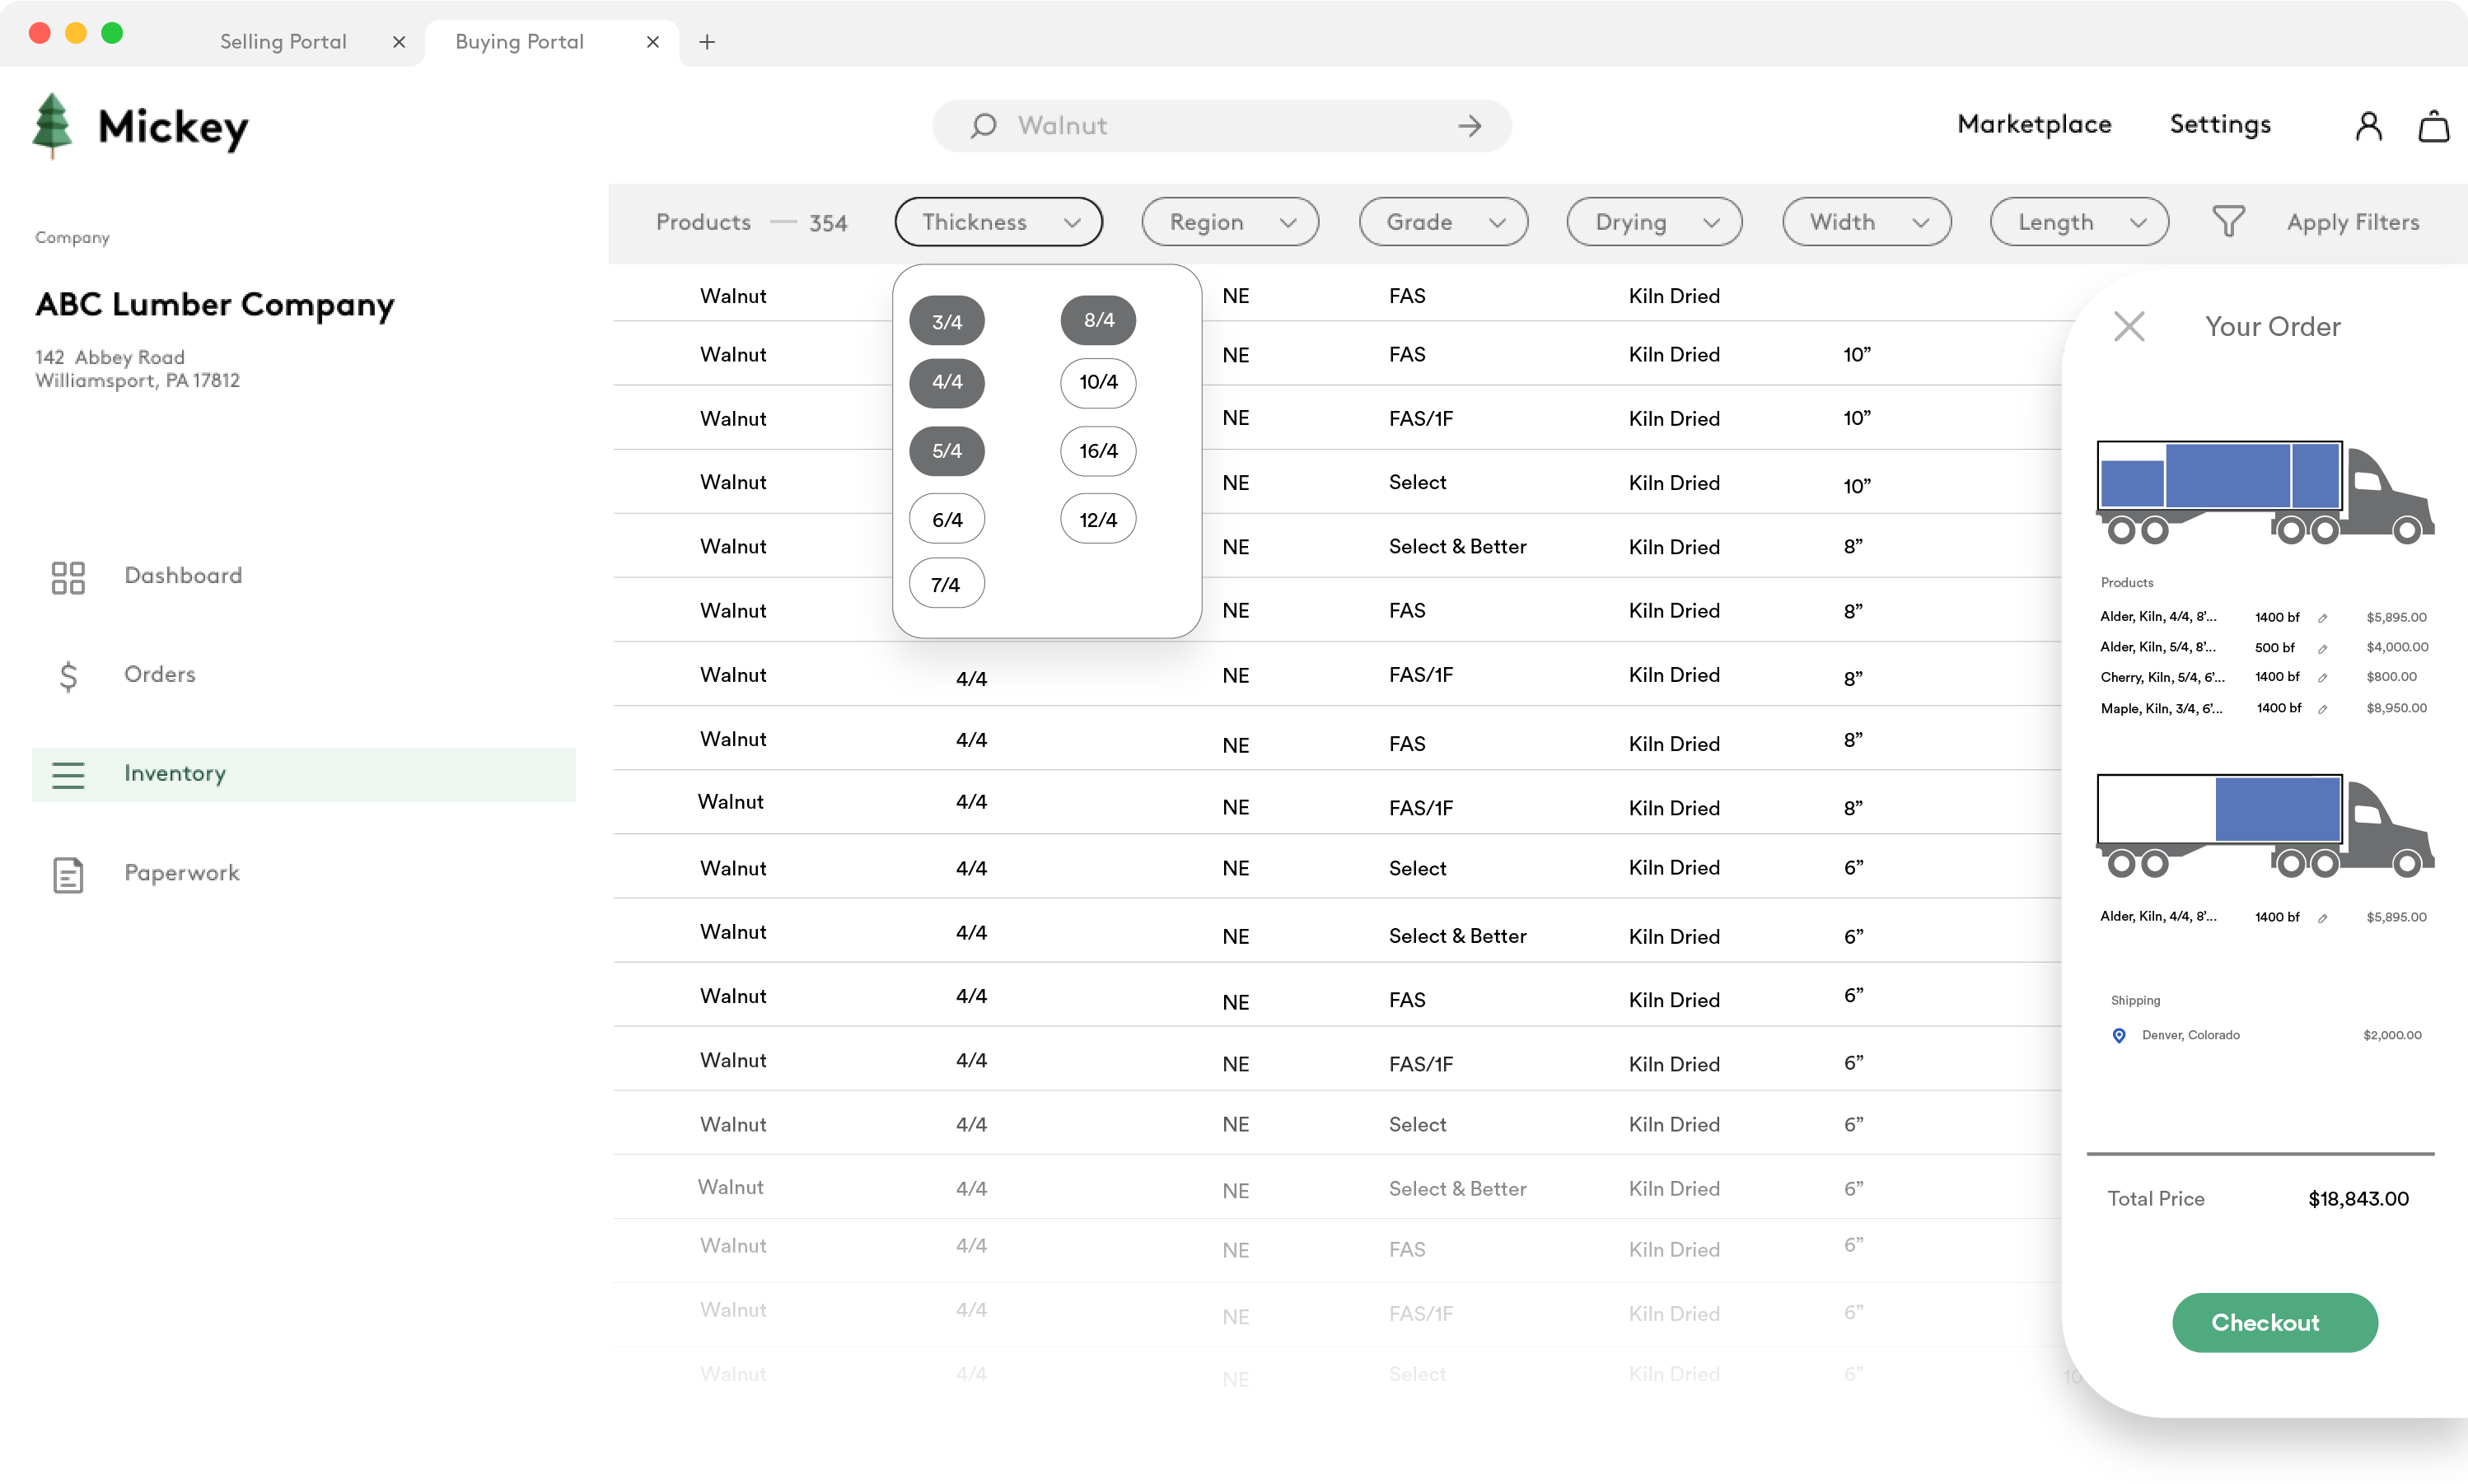 Selling Portal
Buying Portal
Mickey
Walnut
Marketplace Settings
Company
ABC Lumber Company
142 Abbey Road
Williamsport, PA 17812
Dashboard
Orders
Inventory
Paperwork
Products — 354 Thickness Region Grade Drying Width Length Apply Filters
3/4 8/4
4/4 10/4
5/4 16/4
6/4 12/4
7/4
Walnut NE FAS Kiln Dried
Walnut NE FAS Kiln Dried 10”
Walnut NE FAS/1F Kiln Dried 10”
Walnut NE Select Kiln Dried 10”
Walnut NE Select & Better Kiln Dried 8”
Walnut NE FAS Kiln Dried 8”
Walnut 4/4 NE FAS/1F Kiln Dried 8”
Walnut 4/4 NE FAS Kiln Dried 8”
Walnut 4/4 NE FAS/1F Kiln Dried 8”
Walnut 4/4 NE Select Kiln Dried 6”
Walnut 4/4 NE Select & Better Kiln Dried 6”
Walnut 4/4 NE FAS Kiln Dried 6”
Walnut 4/4 NE FAS/1F Kiln Dried 6”
Walnut 4/4 NE Select Kiln Dried 6”
Walnut 4/4 NE Select & Better Kiln Dried 6”
Walnut 4/4 NE FAS Kiln Dried 6”
Walnut 4/4 NE FAS/1F Kiln Dried 6”
Walnut 4/4 NE Select Kiln Dried 6” 10
Your Order
Products
Alder, Kiln, 4/4, 8’... 1400 bf $5,895.00
Alder, Kiln, 5/4, 8’... 500 bf $4,000.00
Cherry, Kiln, 5/4, 6’... 1400 bf $800.00
Maple, Kiln, 3/4, 6’... 1400 bf $8,950.00
Alder, Kiln, 4/4, 8’... 1400 bf $5,895.00
Shipping
Denver, Colorado $2,000.00
Total Price $18,843.00
Checkout